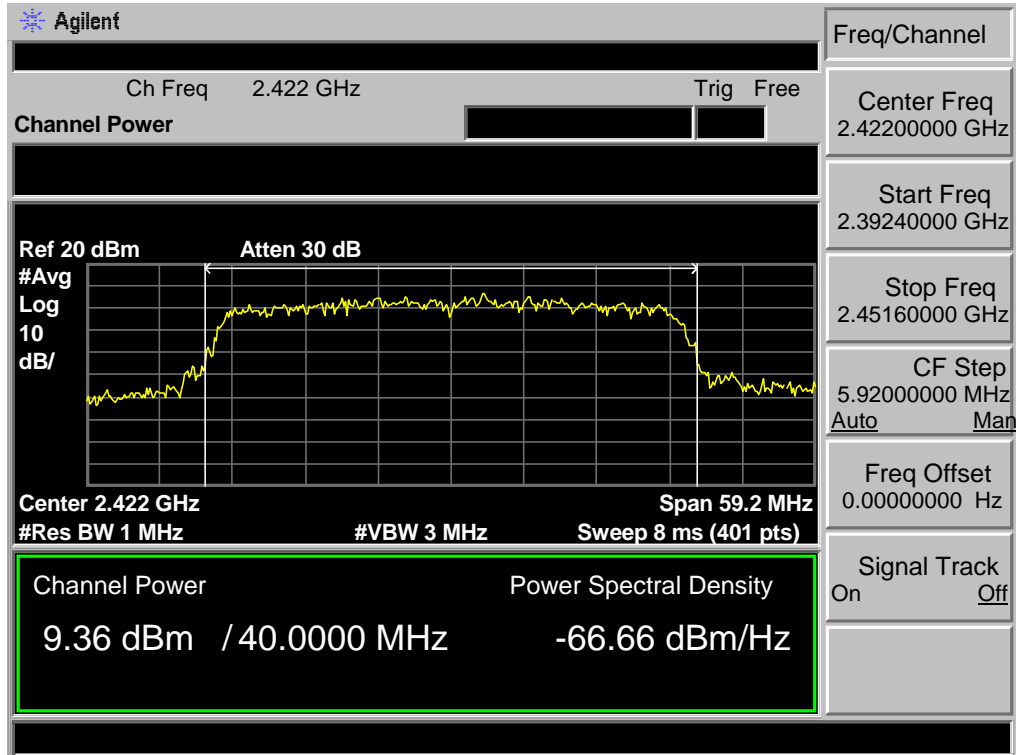 Agilent
Freq/Channel
Ch Freq 2.422 GHz Trig Free
Channel Power
Center Freq
2.42200000 GHz
Start Freq
2.39240000 GHz
Ref 20 dBm Atten 30 dB
#Avg
Log
10
dB/
Stop Freq
2.45160000 GHz
CF Step
5.92000000 MHz
Auto Man
Freq Offset
0.00000000 Hz
Center 2.422 GHz Span 59.2 MHz
#Res BW 1 MHz #VBW 3 MHz Sweep 8 ms (401 pts)
Signal Track
On Off
Channel Power Power Spectral Density
9.36 dBm / 40.0000 MHz -66.66 dBm/Hz